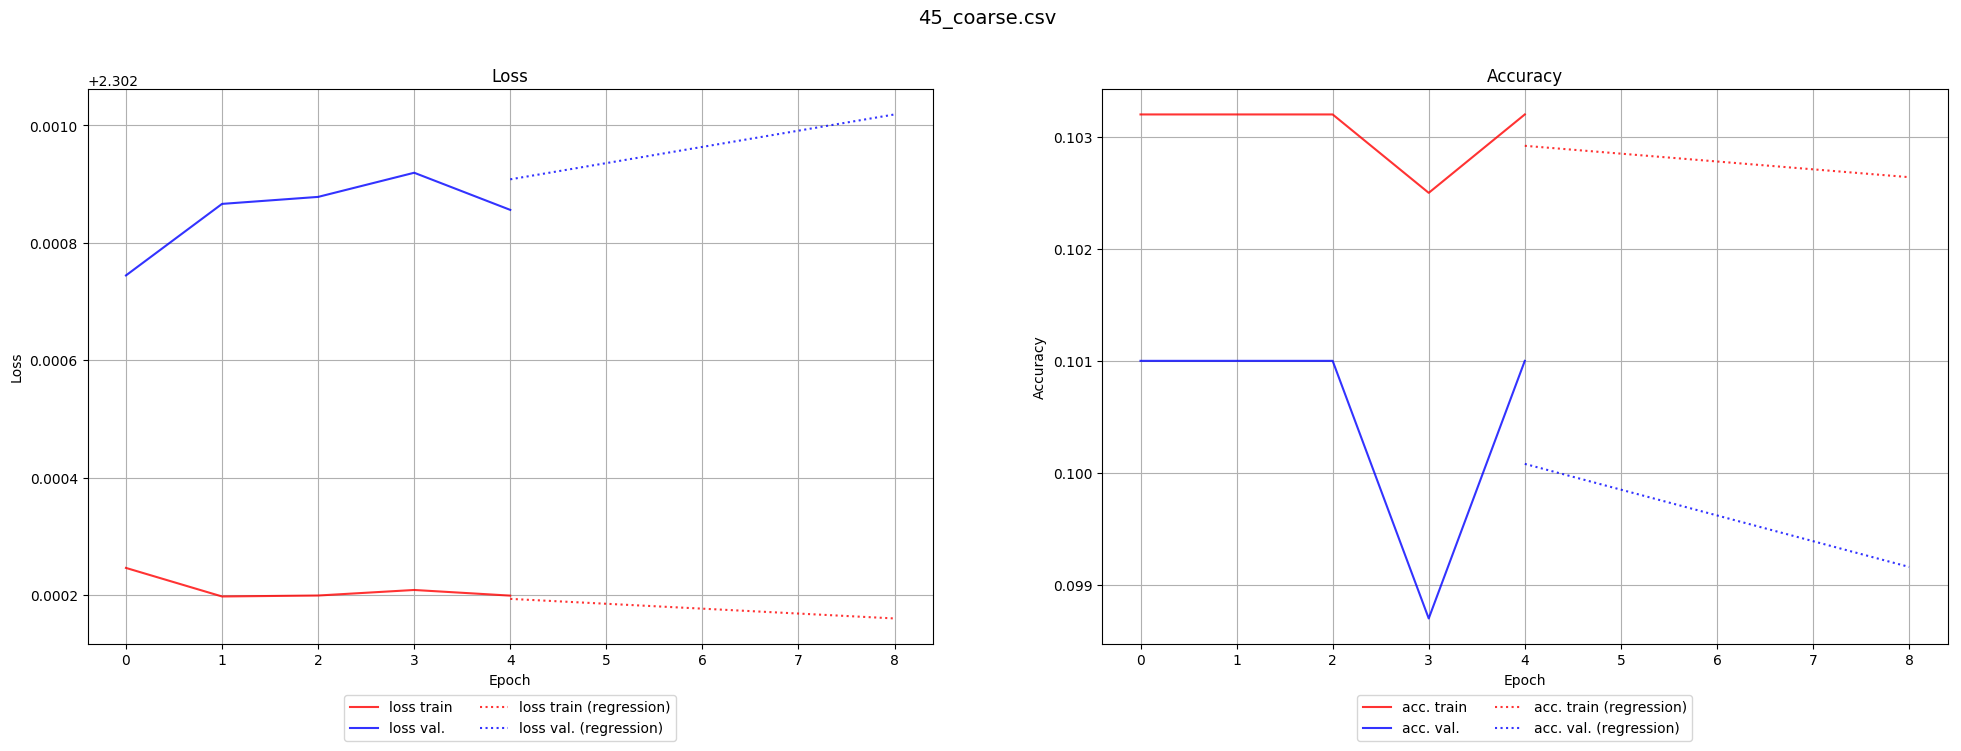 45_coarse.csv
Loss
+2.302
0.0010
0.0008
0.0006
0.0004
0.0002
Loss
0 1 2 3 4 5 6 7 8
Epoch
loss train loss train (regression)
loss val. loss val. (regression)
Accuracy
0.103
0.102
0.101
0.100
0.099
Accuracy
0 1 2 3 4 5 6 7 8
Epoch
acc. train acc. train (regression)
acc. val. acc. val. (regression)